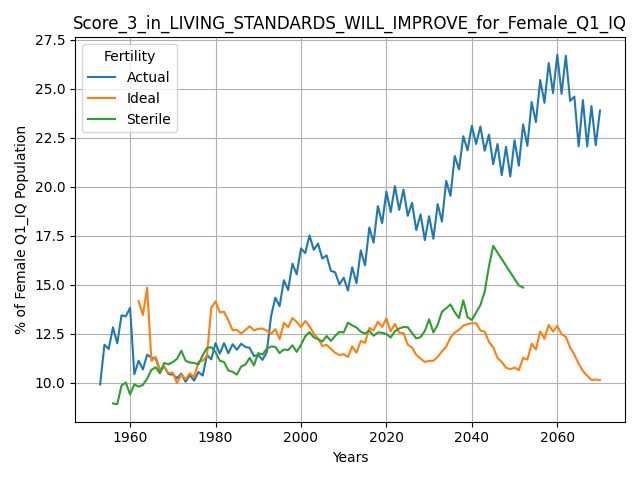 Score_3_in_LIVING_STANDARDS_WILL_IMPROVE_for_Female_Q1_IQ
Fertility
Actual
Ideal
Sterile
% of Female Q1_IQ Population
27.5
25.0
22.5
20.0
17.5
15.0
12.5
10.0
1960
1980
2000
2020
2040
2060
Years